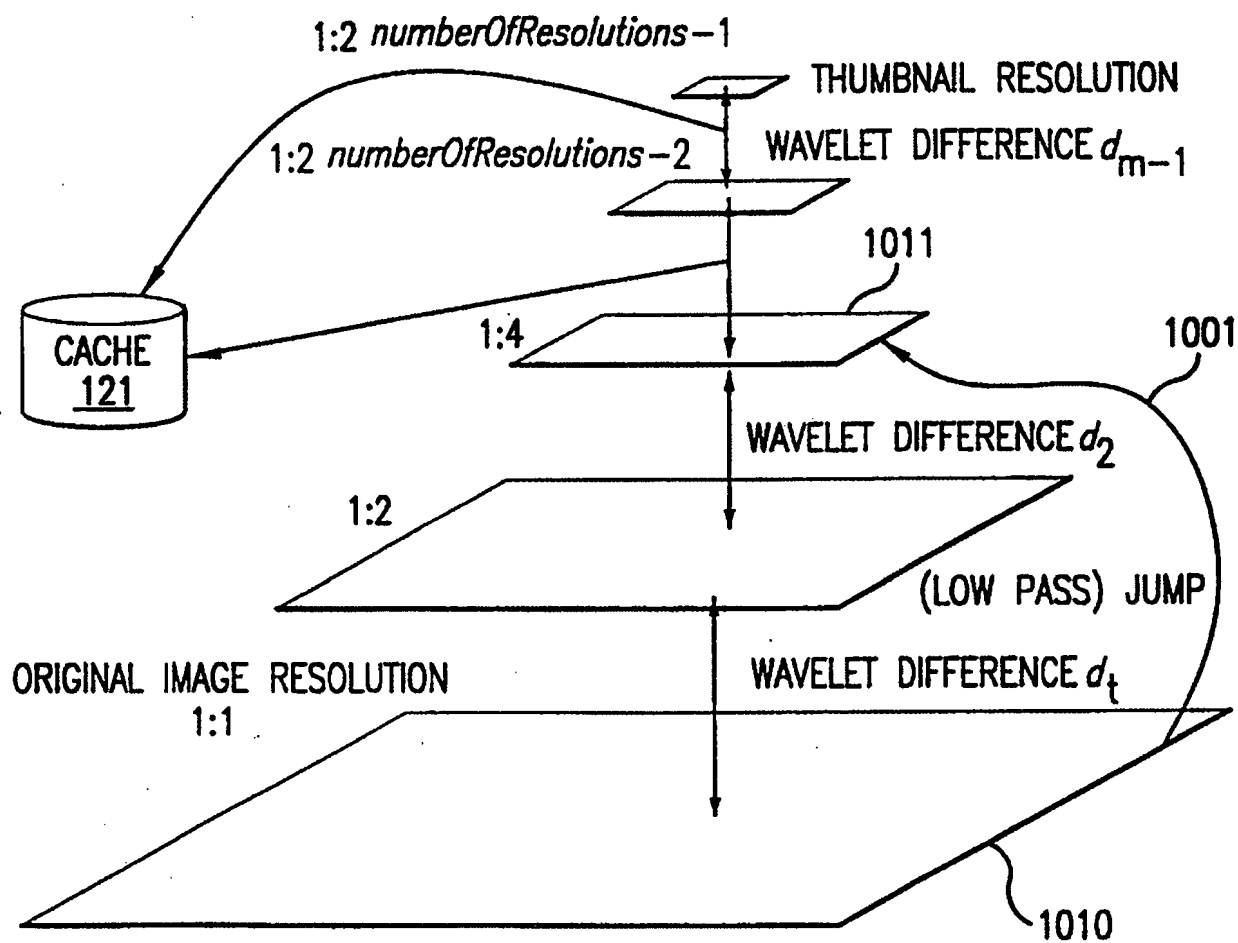 1:2 numberOfResolutions-1
THUMBNAIL RESOLUTION
1:2 numberOfResolutions-2
WAVELET DIFFERENCE dm-1
1011
CACHE
121
1:4
1001
WAVELET DIFFERENCE d2
1:2
(LOW PASS) JUMP
ORIGINAL IMAGE RESOLUTION
1:1
WAVELET DIFFERENCE dt
1010